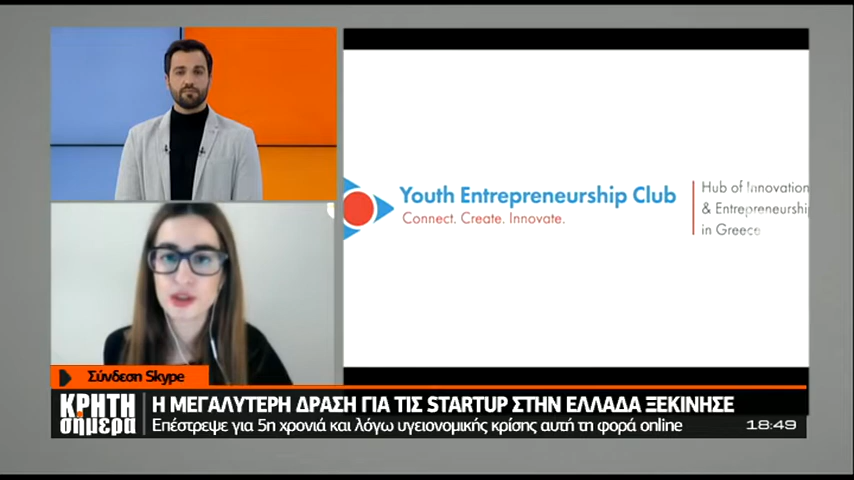 Youth Entrepreneurship Club
Connect. Create. Innovate.
Hub of Innovation
& Entrepreneurship
in Greece
Σύνδεση Skype
ΚΡΗΤΗ
σήμερα
Η ΜΕΓΑΛΥΤΕΡΗ ΔΡΑΣΗ ΓΙΑ ΤΙΣ STARTUP ΣΤΗΝ ΕΛΛΑΔΑ ΞΕΚΙΝΗΣΕ
Επέστρεψε για 5η χρονιά και λόγω υγειονομικής κρίσης αυτή τη φορά online
18:49